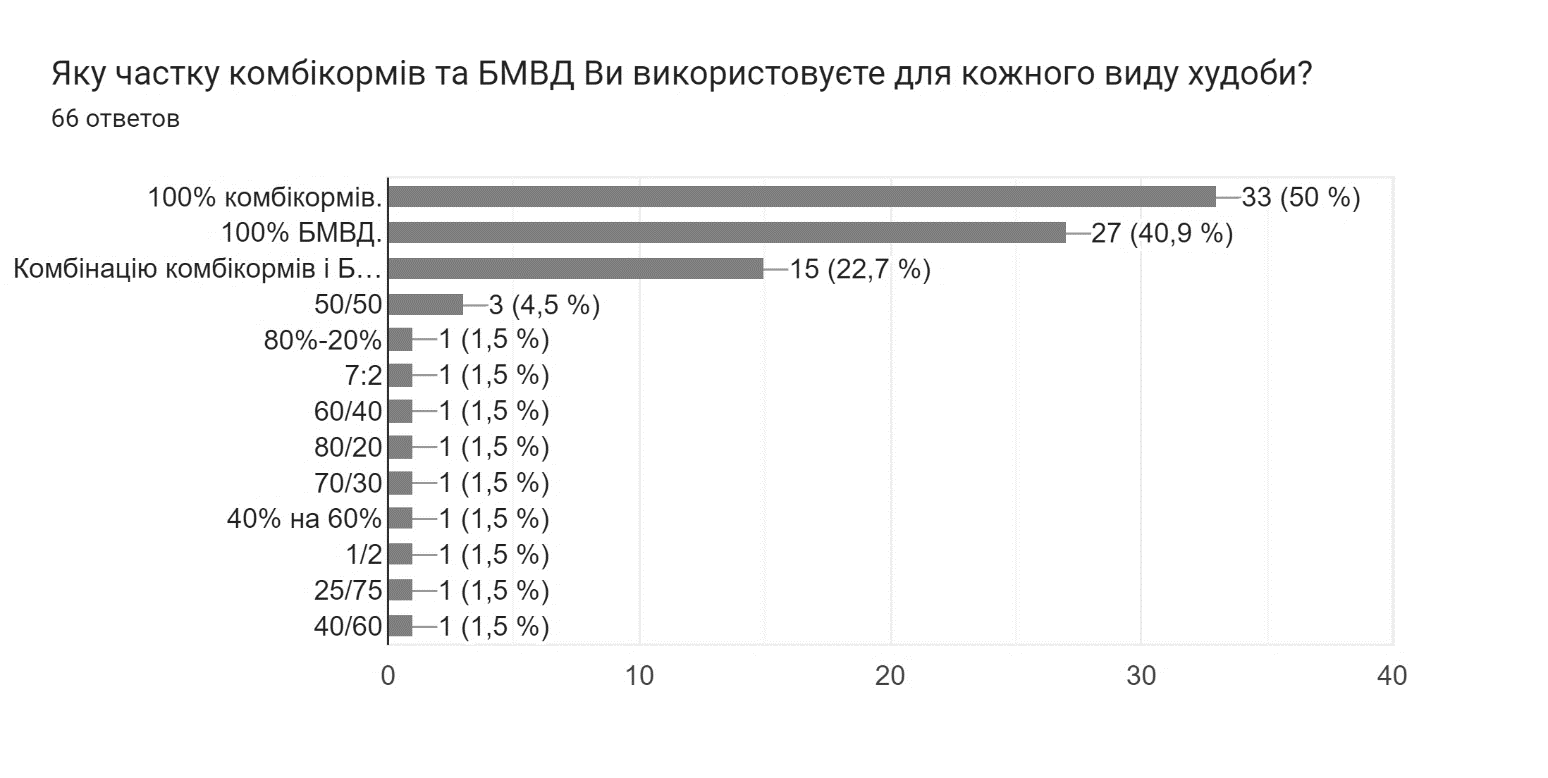 Яку частку комбікормів та БМВД Ви використовуєте для кожного виду худоби?
66 ответов
100% комбікормів. 33 (50 %)
100% БМВД. 27 (40,9 %)
Комбінацію комбікормів і Б… 15 (22,7 %)
50/50 3 (4,5 %)
80%-20% 1 (1,5 %)
7:2 1 (1,5 %)
60/40 1 (1,5 %)
80/20 1 (1,5 %)
70/30 1 (1,5 %)
40% на 60% 1 (1,5 %)
1/2 1 (1,5 %)
25/75 1 (1,5 %)
40/60 1 (1,5 %)
0 10 20 30 40